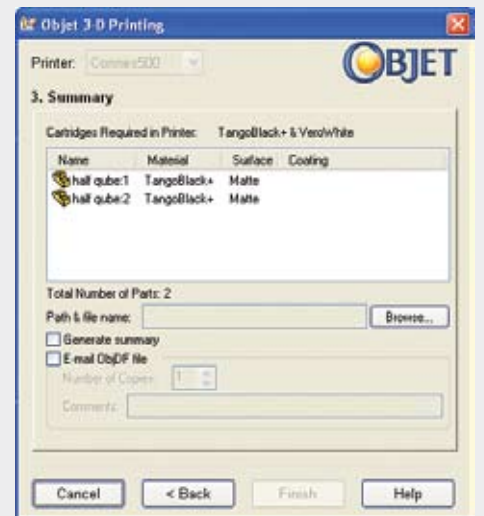 Objet 3-D Printing
Printer: Connex500
OBJET
3. Summary
Cartridges Required in Printer: TangoBlack+ & VeroWhite
Name Material Surface Coating
half qube:1 TangoBlack+ Matte
half qube:2 TangoBlack+ Matte
Total Number of Parts: 2
Path & file name: Browse...
Generate summary
E-mail ObjDF file
Number of Copies: 1
Comments:
Cancel < Back Finish Help